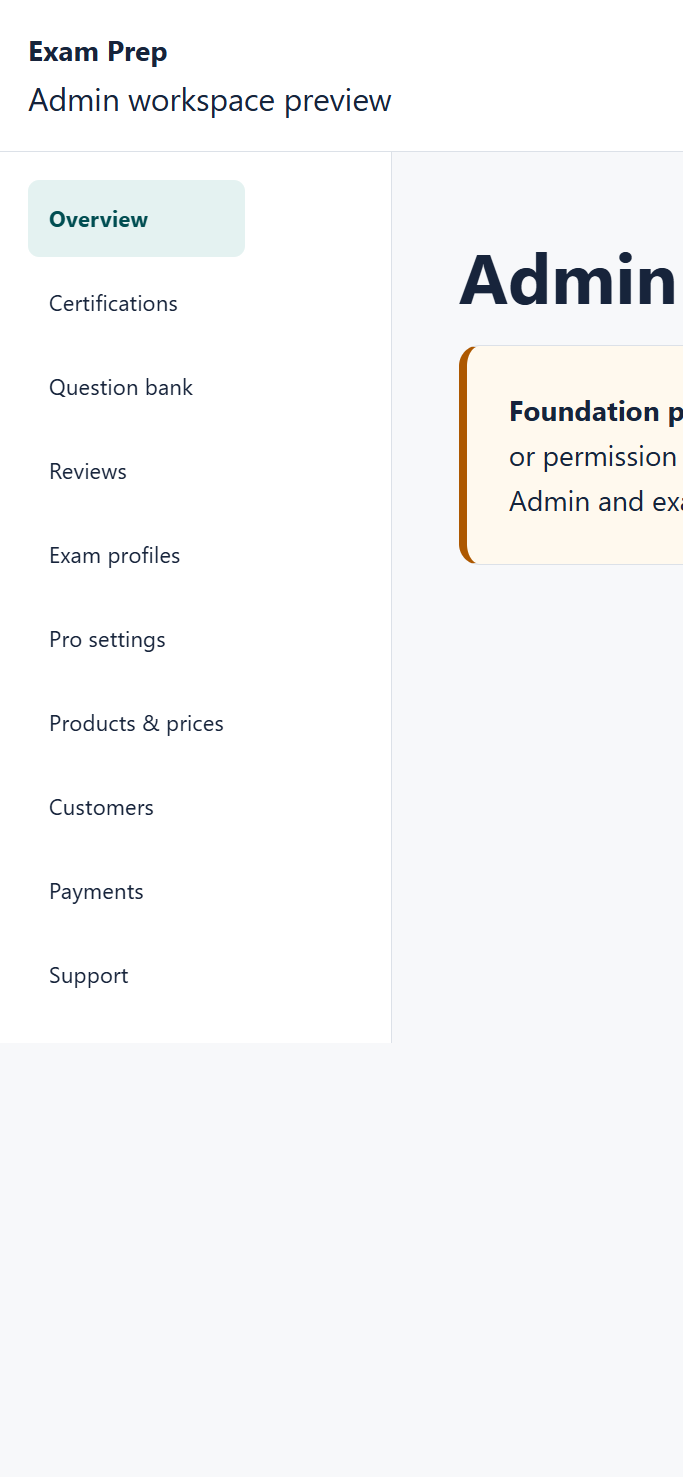 Exam Prep
Admin workspace preview
Overview
Certifications
Question bank
Reviews
Exam profiles
Pro settings
Products & prices
Customers
Payments
Support
Admin
Foundation
or permission
Admin and